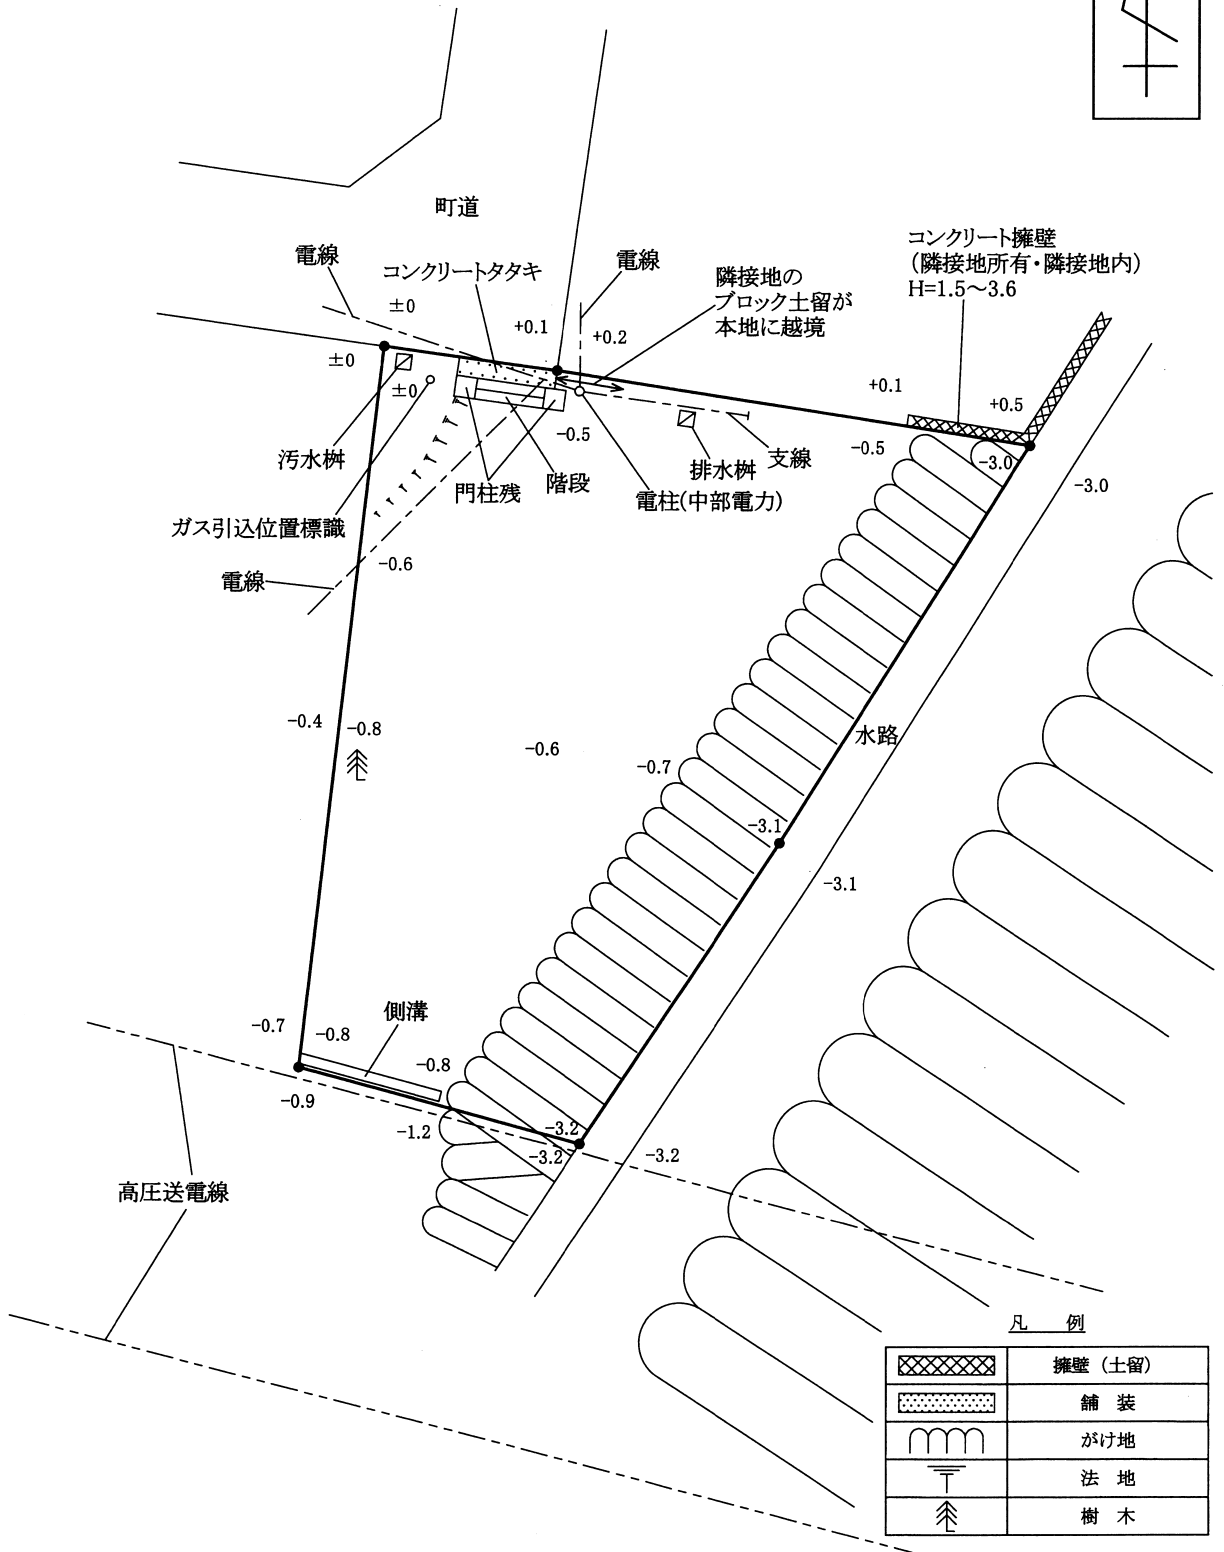 町道
電線
コンクリートタタキ
電線
隣接地の
ブロック土留が
本地に越境
コンクリート擁壁
（隣接地所有・隣接地内）
H=1.5～3.6
±0
+0.1
+0.2
±0
±0
+0.1
+0.5
-0.5
-0.5
-3.0
-3.0
汚水桝
門柱残
階段
排水桝
支線
電柱(中部電力)
ガス引込位置標識
-0.6
電線
-0.4
-0.8
-0.6
-0.7
水路
-3.1
-3.1
側溝
-0.7
-0.8
-0.8
-0.9
-1.2
-3.2
-3.2
-3.2
高圧送電線
凡 例
擁壁（土留）
舗 装
がけ地
法 地
樹 木